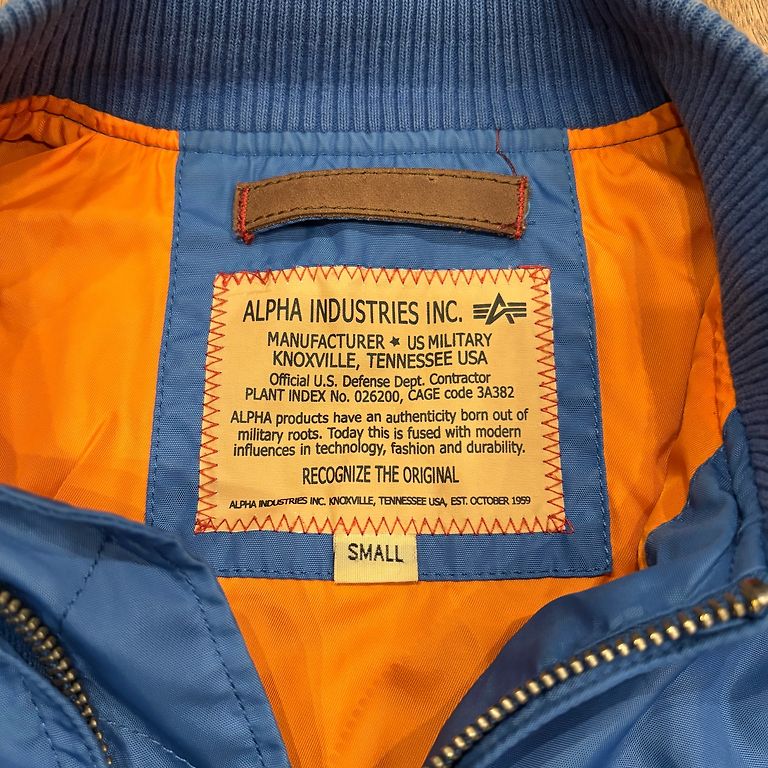 ALPHA INDUSTRIES INC.
MANUFACTURER ★ US MILITARY
KNOXVILLE, TENNESSEE USA
Official U.S. Defense Dept. Contractor
PLANT INDEX No. 026200, CAGE code 3A382
ALPHA products have an authenticity born out of
military roots. Today this is fused with modern
influences in technology, fashion and durability.
RECOGNIZE THE ORIGINAL
ALPHA INDUSTRIES INC. KNOXVILLE, TENNESSEE USA, EST. OCTOBER 1959
SMALL